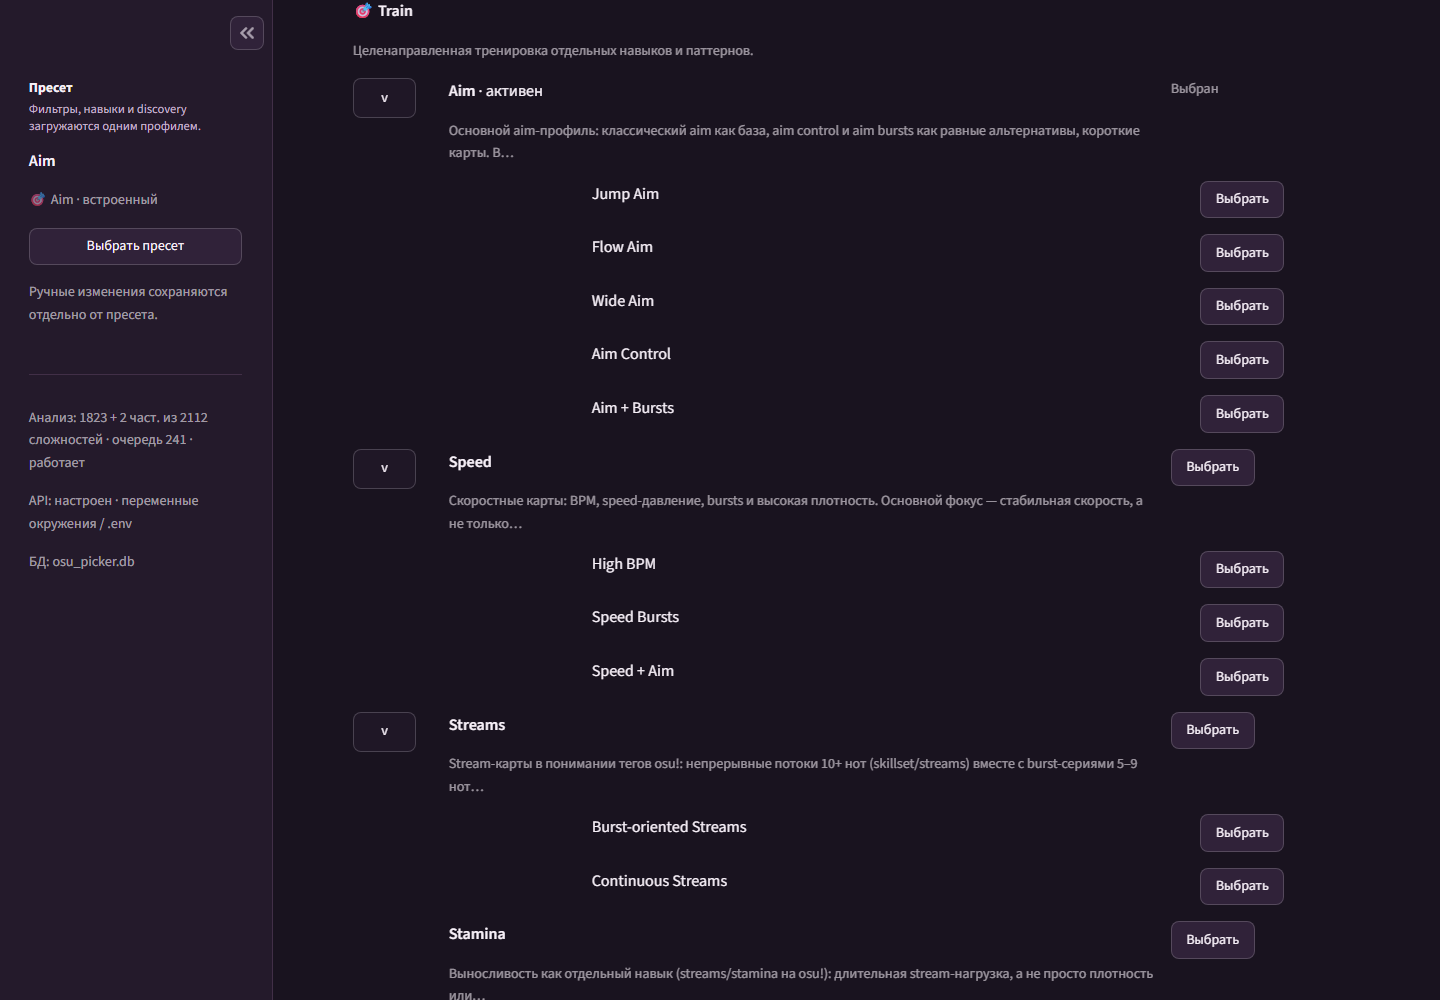 Пресет
Фильтры, навыки и discovery
загружаются одним профилем.
Aim
Aim · встроенный
Выбрать пресет
Ручные изменения сохраняются
отдельно от пресета.
Анализ: 1823 + 2 част. из 2112
сложностей · очередь 241 ·
работает
API: настроен · переменные
окружения / .env
БД: osu_picker.db
Train
Целенаправленная тренировка отдельных навыков и паттернов.
v
Aim · активен
Выбран
Основной aim-профиль: классический aim как база, aim control и aim bursts как равные альтернативы, короткие
карты. В…
Jump Aim
Выбрать
Flow Aim
Выбрать
Wide Aim
Выбрать
Aim Control
Выбрать
Aim + Bursts
Выбрать
v
Speed
Выбрать
Скоростные карты: BPM, speed-давление, bursts и высокая плотность. Основной фокус — стабильная скорость, а
не только…
High BPM
Выбрать
Speed Bursts
Выбрать
Speed + Aim
Выбрать
v
Streams
Выбрать
Stream-карты в понимании тегов osu!: непрерывные потоки 10+ нот (skillset/streams) вместе с burst-сериями 5–9
нот…
Burst-oriented Streams
Выбрать
Continuous Streams
Выбрать
Stamina
Выбрать
Выносливость как отдельный навык (streams/stamina на osu!): длительная stream-нагрузка, а не просто плотность
или…